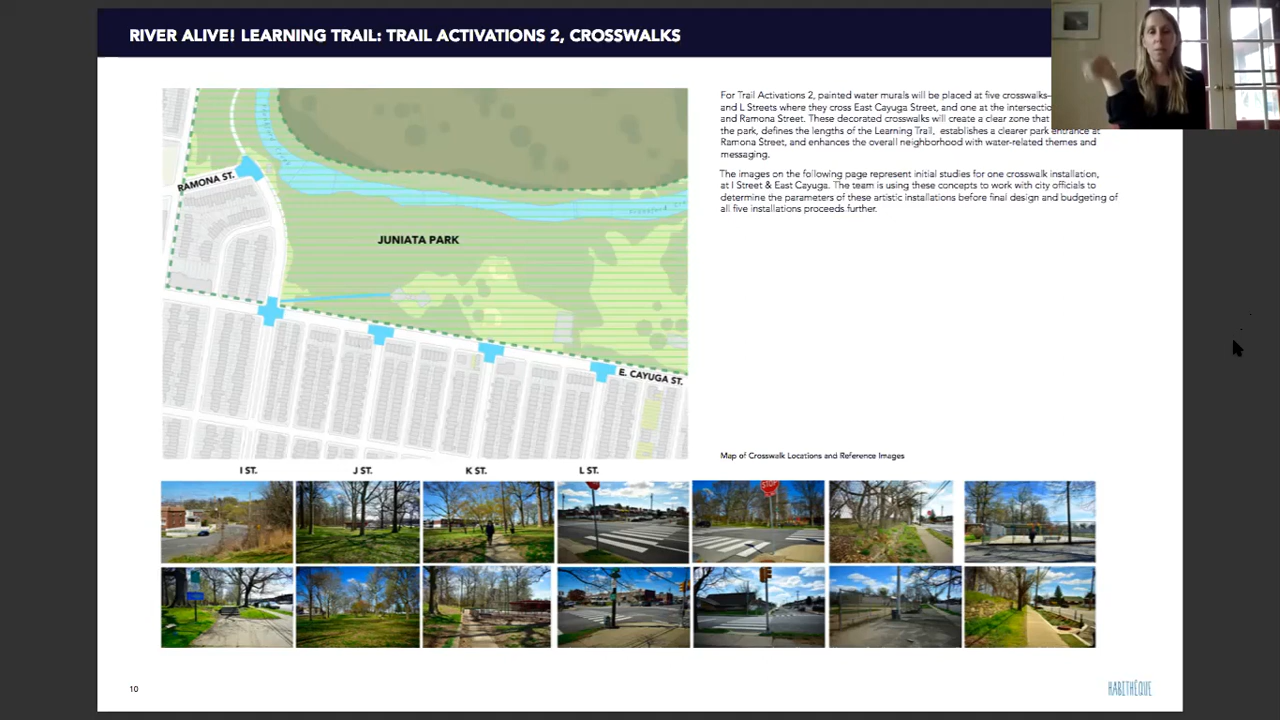 RIVER ALIVE! LEARNING TRAIL: TRAIL ACTIVATIONS 2, CROSSWALKS
For Trail Activations 2, painted water murals will be placed at five crosswalks—
and L Streets where they cross East Cayuga Street, and one at the intersectio
and Ramona Street. These decorated crosswalks will create a clear zone that
the park, defines the lengths of the Learning Trail, establishes a clearer park entrance at
Ramona Street, and enhances the overall neighborhood with water-related themes and
messaging.
The images on the following page represent initial studies for one crosswalk installation,
at I Street & East Cayuga. The team is using these concepts to work with city officials to
determine the parameters of these artistic installations before final design and budgeting of
all five installations proceeds further.
RAMONA ST.
JUNIATA PARK
E. CAYUGA ST.
Map of Crosswalk Locations and Reference Images
I ST.
J ST.
K ST.
L ST.
STOP
10
HABITHÈQUE